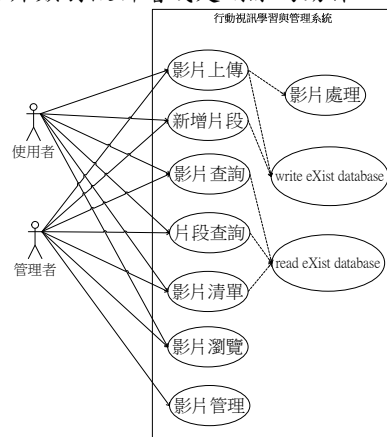 行動視訊學習與管理系統
影片上傳
影片處理
新增片段
使用者
影片查詢
write eXist database
片段查詢
管理者
read eXist database
影片清單
影片瀏覽
影片管理